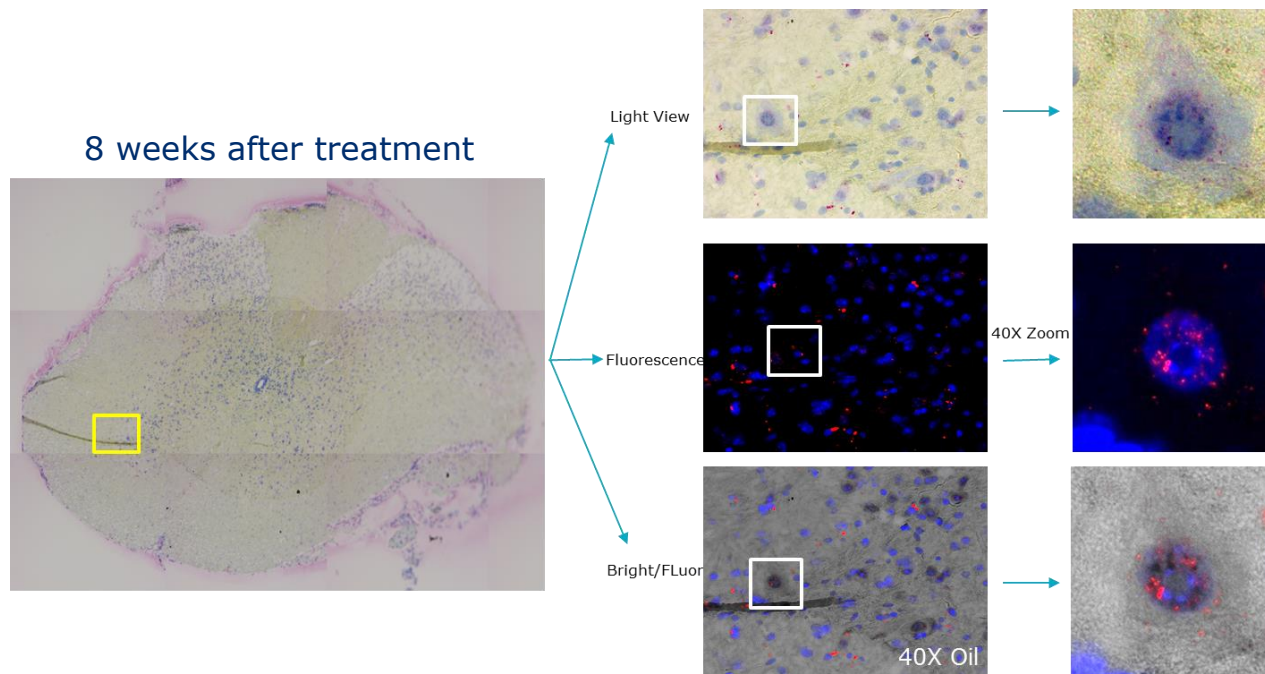 8 weeks after treatment
Light View
Fluorescence
40X Zoom
Bright/FLuor
40X Oil